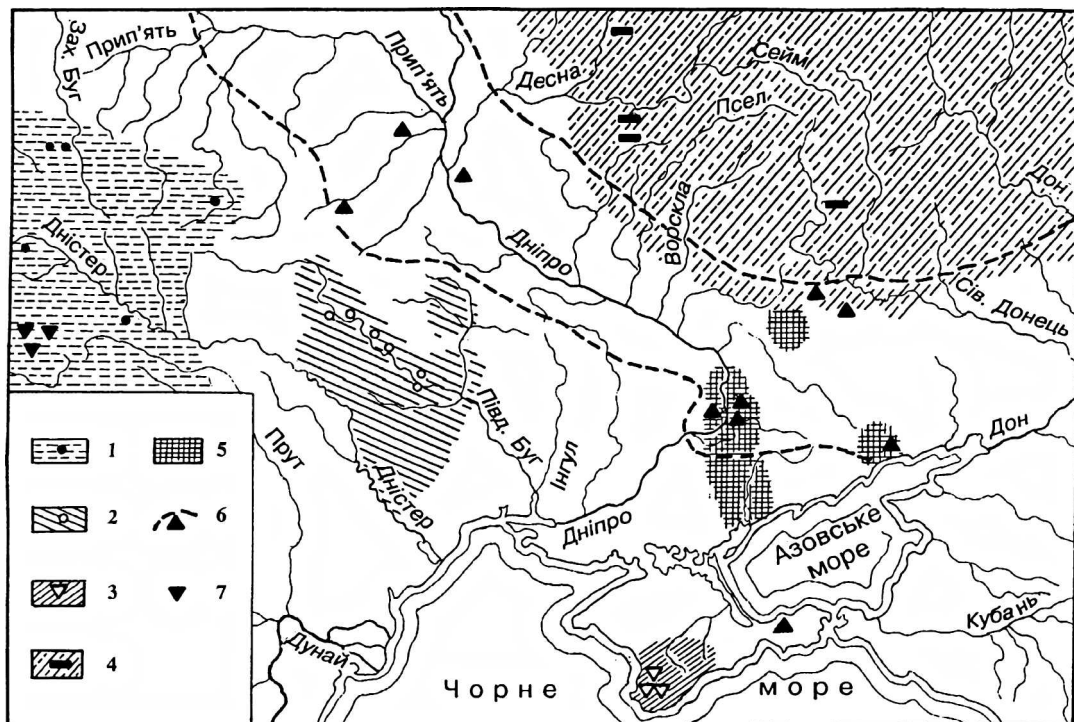 Зах. Буг
Прип'ять
Прип'ять
Десна
Сейм
Псел
Ворскла
Дон
Дністер
Дніпро
Сів. Донець
Півд. Буг
Інгул
Прут
Дністер
Дніпро
Дон
Азовське
море
Кубань
Дунай
Чорне море
1
2
3
4
5
6
7